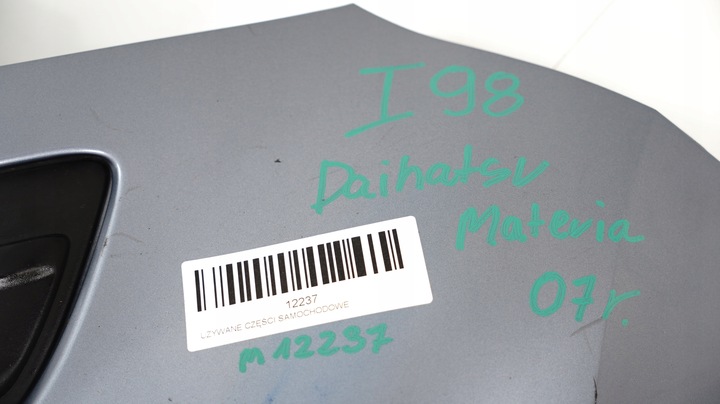 I98
Daihatsu
Materia
07r.
12237
UŻYWANE CZĘŚCI SAMOCHODOWE
m12237